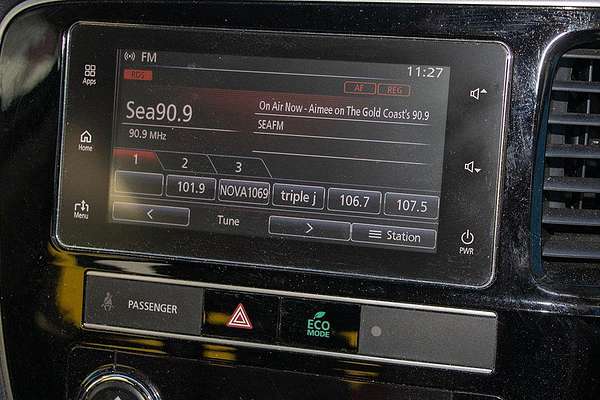 FM
11:27
RDS
AF REG
Apps
Sea90.9
On Air Now - Aimee on The Gold Coast's 90.9
SEAFM
90.9 MHz
Home
1 2 3
101.9 NOVA1069 triple j 106.7 107.5
Menu
Tune
Station
PWR
PASSENGER
ECO
MODE